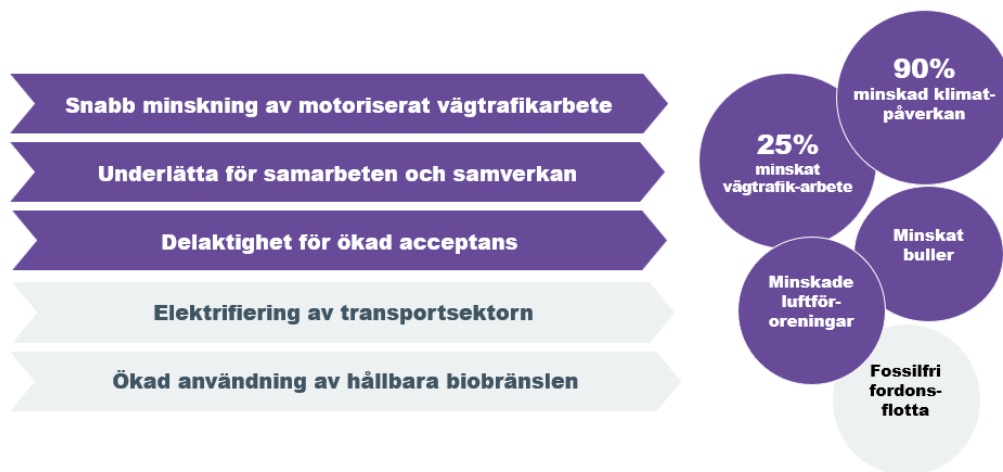 Snabb minskning av motoriserat vägtrafikarbete
Underlätta för samarbeten och samverkan
Delaktighet för ökad acceptans
Elektrifiering av transportsektorn
Ökad användning av hållbara biobränslen
90%
minskad klimat-
påverkan
25%
minskat
vägtrafik-arbete
Minskat
buller
Minskade
luftför-
oreningar
Fossilfri
fordons-
flotta